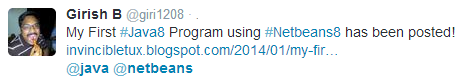 Girish B @giri1208 · .
My First #Java8 Program using #Netbeans8 has been posted!
invincibletux.blogspot.com/2014/01/my-fir…
@java @netbeans